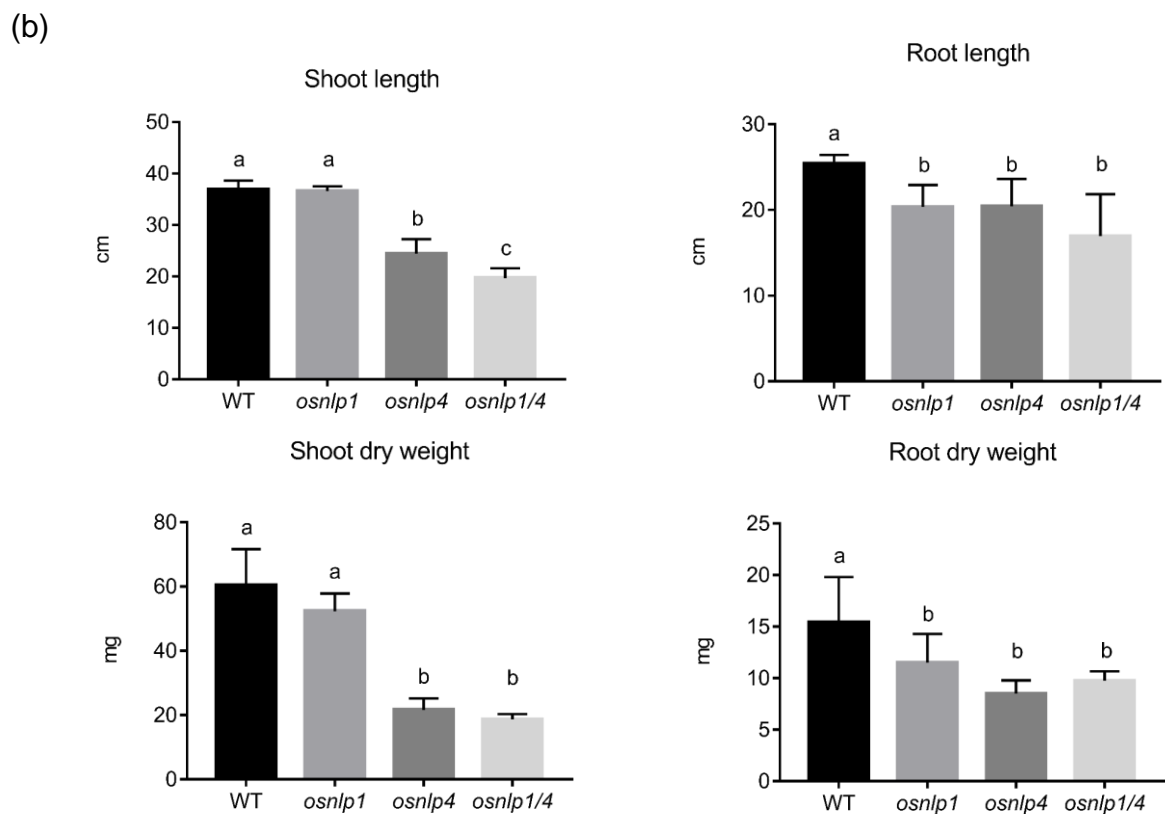 (b)
Shoot length
50
40
30
20
10
0
cm
a
a
b
c
WT
osnlp1
osnlp4
osnlp1/4
Root length
30
20
10
0
cm
a
b
b
b
WT
osnlp1
osnlp4
osnlp1/4
Shoot dry weight
80
60
40
20
0
mg
a
a
b
b
WT
osnlp1
osnlp4
osnlp1/4
Root dry weight
25
20
15
10
5
0
mg
a
b
b
b
WT
osnlp1
osnlp4
osnlp1/4